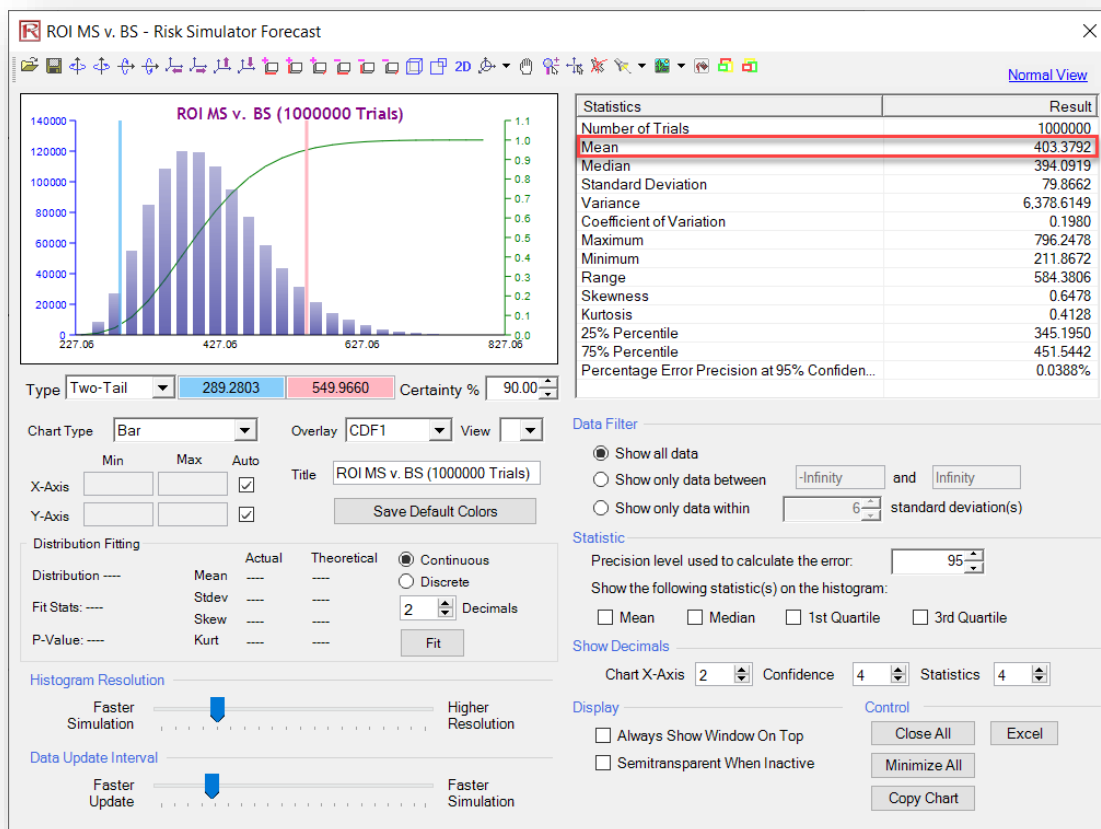 ROI MS v. BS - Risk Simulator Forecast
2D
Normal View
ROI MS v. BS (1000000 Trials)
140000
120000
100000
80000
60000
40000
20000
0
1.1
1.0
0.9
0.8
0.7
0.6
0.5
0.4
0.3
0.2
0.1
0.0
227.06 427.06 627.06 827.06
Statistics Result
Number of Trials 1000000
Mean 403.3792
Median 394.0919
Standard Deviation 79.8662
Variance 6,378.6149
Coefficient of Variation 0.1980
Maximum 796.2478
Minimum 211.8672
Range 584.3806
Skewness 0.6478
Kurtosis 0.4128
25% Percentile 345.1950
75% Percentile 451.5442
Percentage Error Precision at 95% Confiden... 0.0388%
Type Two-Tail 289.2803 549.9660 Certainty % 90.00
Chart Type Bar Overlay CDF1 View
Min Max Auto
X-Axis
Y-Axis
Title ROI MS v. BS (1000000 Trials)
Save Default Colors
Distribution Fitting
Actual Theoretical
Distribution ----
Mean ---- ----
Stdev ---- ----
Fit Stats: ----
Skew ---- ----
P-Value: ----
Kurt ---- ----
Continuous
Discrete
2 Decimals
Fit
Histogram Resolution
Faster Simulation
Higher Resolution
Data Update Interval
Faster Update
Faster Simulation
Data Filter
Show all data
Show only data between -Infinity and Infinity
Show only data within 6 standard deviation(s)
Statistic
Precision level used to calculate the error: 95
Show the following statistic(s) on the histogram:
Mean Median 1st Quartile 3rd Quartile
Show Decimals
Chart X-Axis 2 Confidence 4 Statistics 4
Display
Always Show Window On Top
Semitransparent When Inactive
Control
Close All Excel
Minimize All
Copy Chart